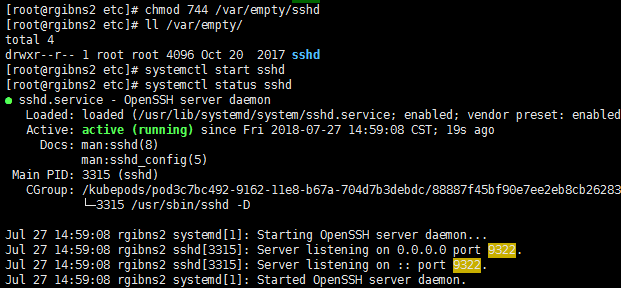 [root@rgibns2 etc]# chmod 744 /var/empty/sshd
[root@rgibns2 etc]# ll /var/empty/
total 4
drwxr--r-- 1 root root 4096 Oct 20  2017 sshd
[root@rgibns2 etc]# systemctl start sshd
[root@rgibns2 etc]# systemctl status sshd
● sshd.service - OpenSSH server daemon
   Loaded: loaded (/usr/lib/systemd/system/sshd.service; enabled; vendor preset: enabled
   Active: active (running) since Fri 2018-07-27 14:59:08 CST; 19s ago
     Docs: man:sshd(8)
           man:sshd_config(5)
 Main PID: 3315 (sshd)
   CGroup: /kubepods/pod3c7bc492-9162-11e8-b67a-704d7b3debdc/88887f45bf90e7ee2eb8cb26283
           └─3315 /usr/sbin/sshd -D

Jul 27 14:59:08 rgibns2 systemd[1]: Starting OpenSSH server daemon...
Jul 27 14:59:08 rgibns2 sshd[3315]: Server listening on 0.0.0.0 port 9322.
Jul 27 14:59:08 rgibns2 sshd[3315]: Server listening on :: port 9322.
Jul 27 14:59:08 rgibns2 systemd[1]: Started OpenSSH server daemon.